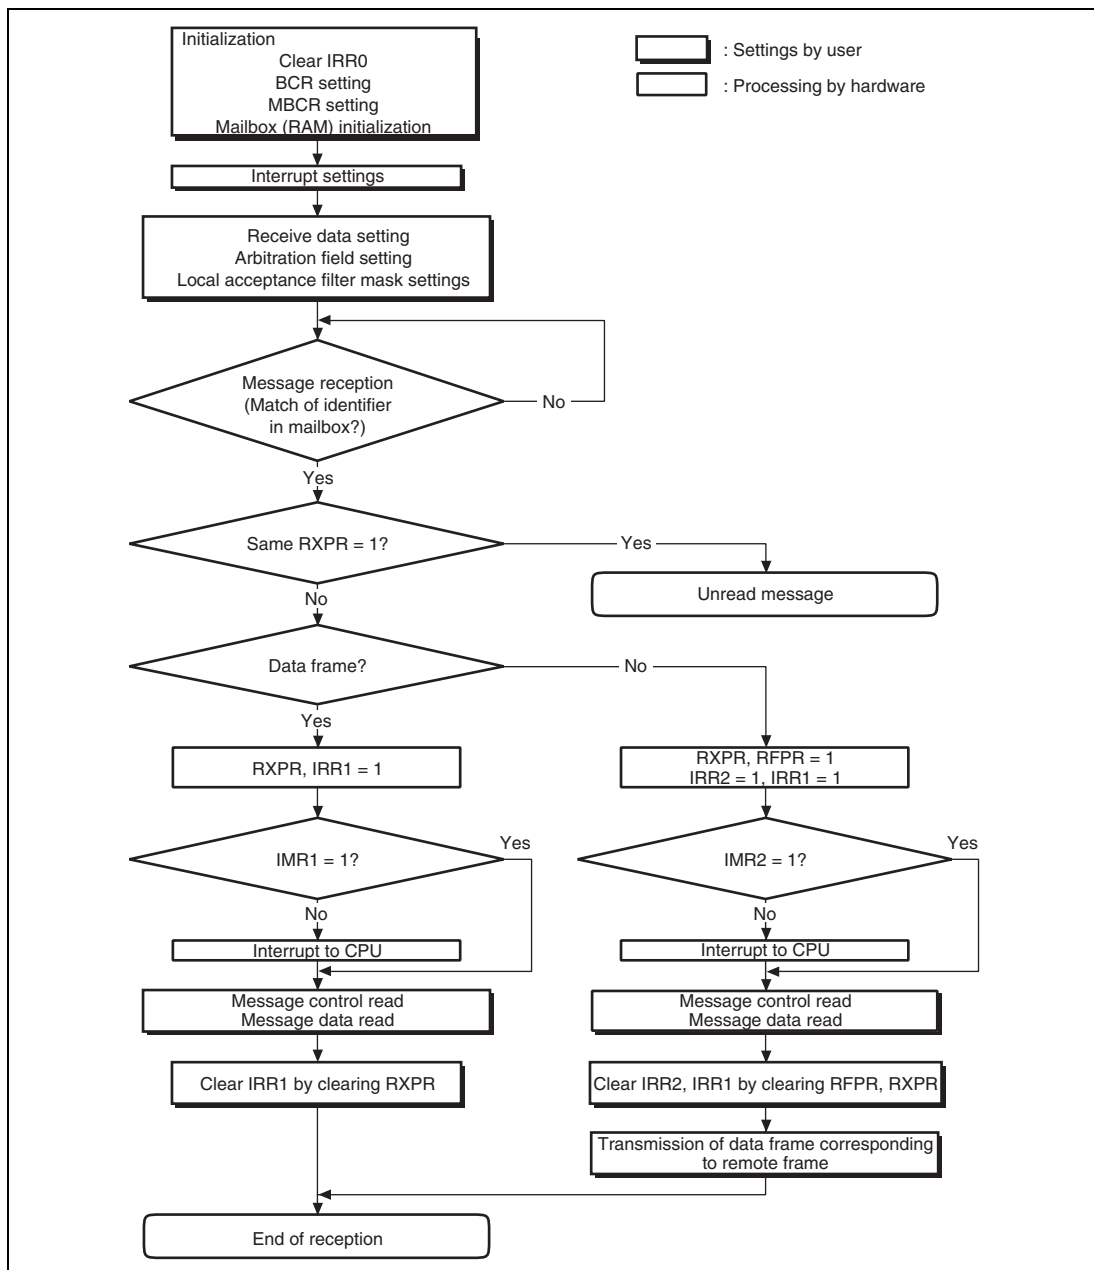 Initialization
Clear IRR0
BCR setting
MBCR setting
Mailbox (RAM) initialization
: Settings by user
: Processing by hardware
Interrupt settings
Receive data setting
Arbitration field setting
Local acceptance filter mask settings
Message reception
(Match of identifier
in mailbox?)
No
Yes
Same RXPR = 1?
Yes
Unread message
No
Data frame?
No
Yes
RXPR, IRR1 = 1
RXPR, RFPR = 1
IRR2 = 1, IRR1 = 1
IMR1 = 1?
Yes
IMR2 = 1?
Yes
No
No
Interrupt to CPU
Interrupt to CPU
Message control read
Message data read
Message control read
Message data read
Clear IRR1 by clearing RXPR
Clear IRR2, IRR1 by clearing RFPR, RXPR
Transmission of data frame corresponding
to remote frame
End of reception